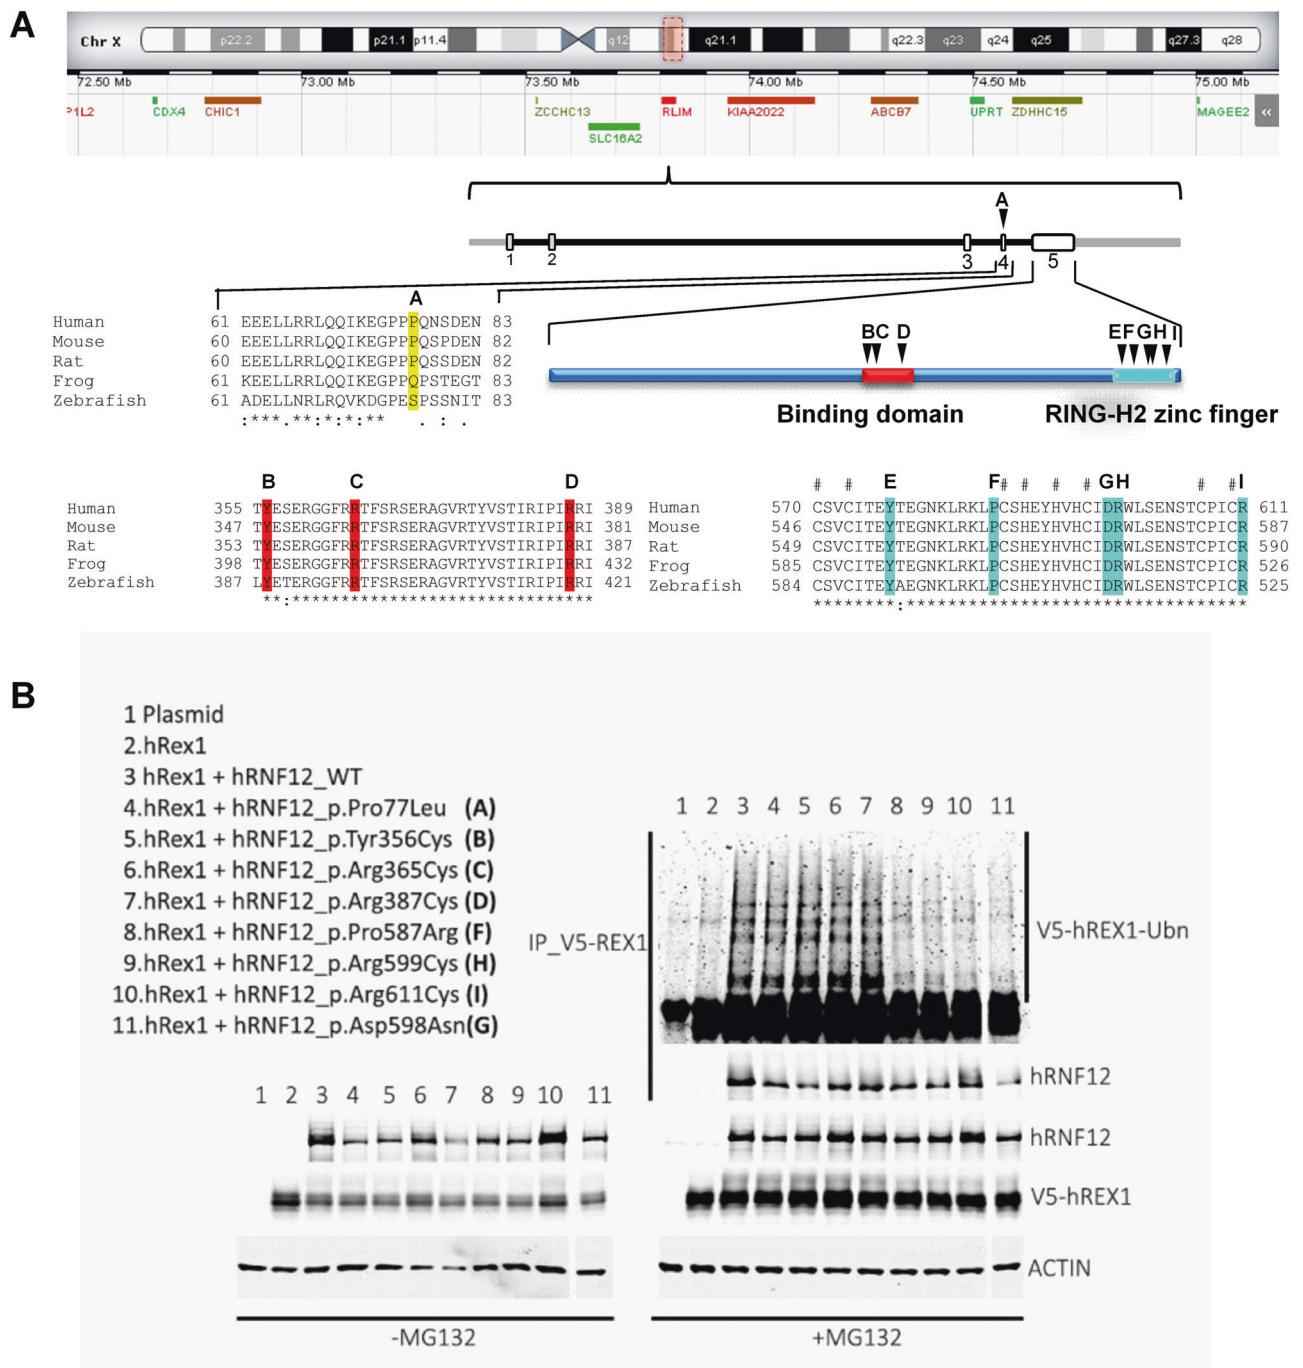 A
Chr X p22.2 p21.1 p11.4 q12 q21.1 q22.3 q23 q24 q25 q27.3 q28
72.50 Mb 73.00 Mb 73.50 Mb 74.00 Mb 74.50 Mb 75.00 Mb
P1L2 CDX4 CHIC1 ZCCHC13 RLIM KIAA2022 ABCB7 UPRT ZDHHC15 MAGEE2 «
SLC16A2
A
1 2 3 4 5
A
Human 61 EEELLRRLQQIKEGPPPQNSDEN 83
Mouse 60 EEELLRRLQQIKEGPPPQNSPDEN 82
Rat 60 EEELLRRLQQIKEGPPPQNSDEN 82
Frog 61 KEELLRRLQQIKEGPPQPSTEGT 83
Zebrafish 61 ADELLNRLRQVKDGPESPSSNIT 83
:***.**:*:*:** . : .
BC D EFGH I
Binding domain RING-H2 zinc finger
B C D
Human 355 TYESERGGFRRTFSRSERAGVRTYVSTIRIPIRRI 389
Mouse 347 TYESERGGFRRTFSRSERAGVRTYVSTIRIPIRRI 381
Rat 353 TYESERGGFRRTFSRSERAGVRTYVSTIRIPIRRI 387
Frog 398 TYESERGGFRRTFSRSERAGVRTYVSTIRIPIRRI 432
Zebrafish 387 LYETERGGFRRTFSRSERAGVRTYVSTIRIPIRRI 421
**:*******************************
# # E F # # # # G H # # I
Human 570 CSVCITEYTEGNKLRKLPCSHEYHVHCIDRWLSENSTCPICR 611
Mouse 546 CSVCITEYTEGNKLRKLPCSHEYHVHCIDRWLSENSTCPICR 587
Rat 549 CSVCITEYTEGNKLRKLPCSHEYHVHCIDRWLSENSTCPICR 590
Frog 585 CSVCITEYTEGNKLRKLPCSHEYHVHCIDRWLSENSTCPICR 526
Zebrafish 584 CSVCITEYAEGNKLRKLPCSHEYHVHCIDRWLSENSTCPICR 525
********:*********************************
B
1 Plasmid
2.hRex1
3 hRex1 + hRNF12_WT
4.hRex1 + hRNF12_p.Pro77Leu (A)
5.hRex1 + hRNF12_p.Tyr356Cys (B)
6.hRex1 + hRNF12_p.Arg365Cys (C)
7.hRex1 + hRNF12_p.Arg387Cys (D)
8.hRex1 + hRNF12_p.Pro587Arg (F)
9.hRex1 + hRNF12_p.Arg599Cys (H)
10.hRex1 + hRNF12_p.Arg611Cys (I)
11.hRex1 + hRNF12_p.Asp598Asn(G)
1 2 3 4 5 6 7 8 9 10 11
IP_V5-REX1
V5-hREX1-Ubn
hRNF12
1 2 3 4 5 6 7 8 9 10 11
hRNF12
V5-hREX1
ACTIN
-MG132
+MG132